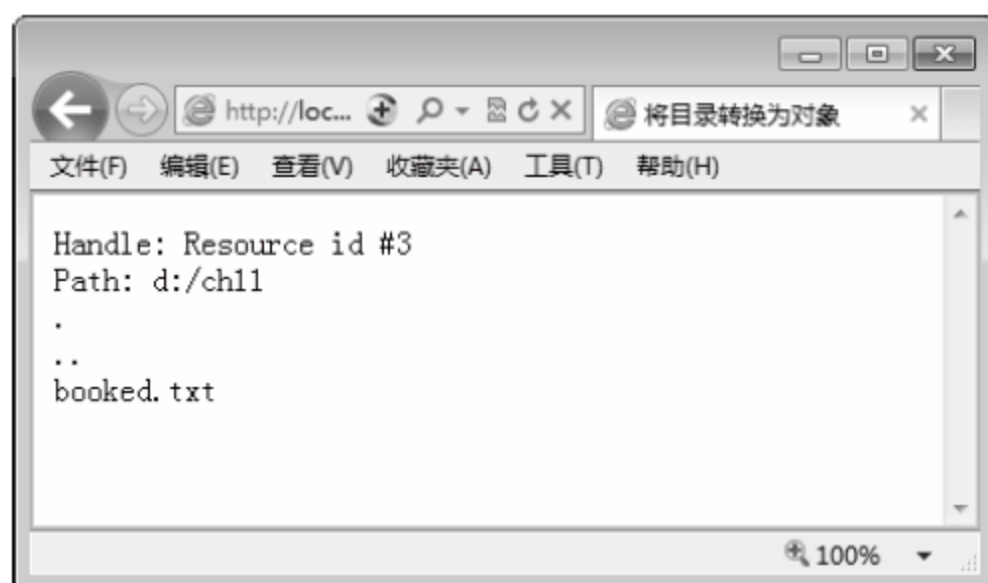 http://loc...
将目录转换为对象
文件(F) 编辑(E) 查看(V) 收藏夹(A) 工具(T) 帮助(H)
Handle: Resource id #3
Path: d:/ch11
.
..
booked.txt
100%